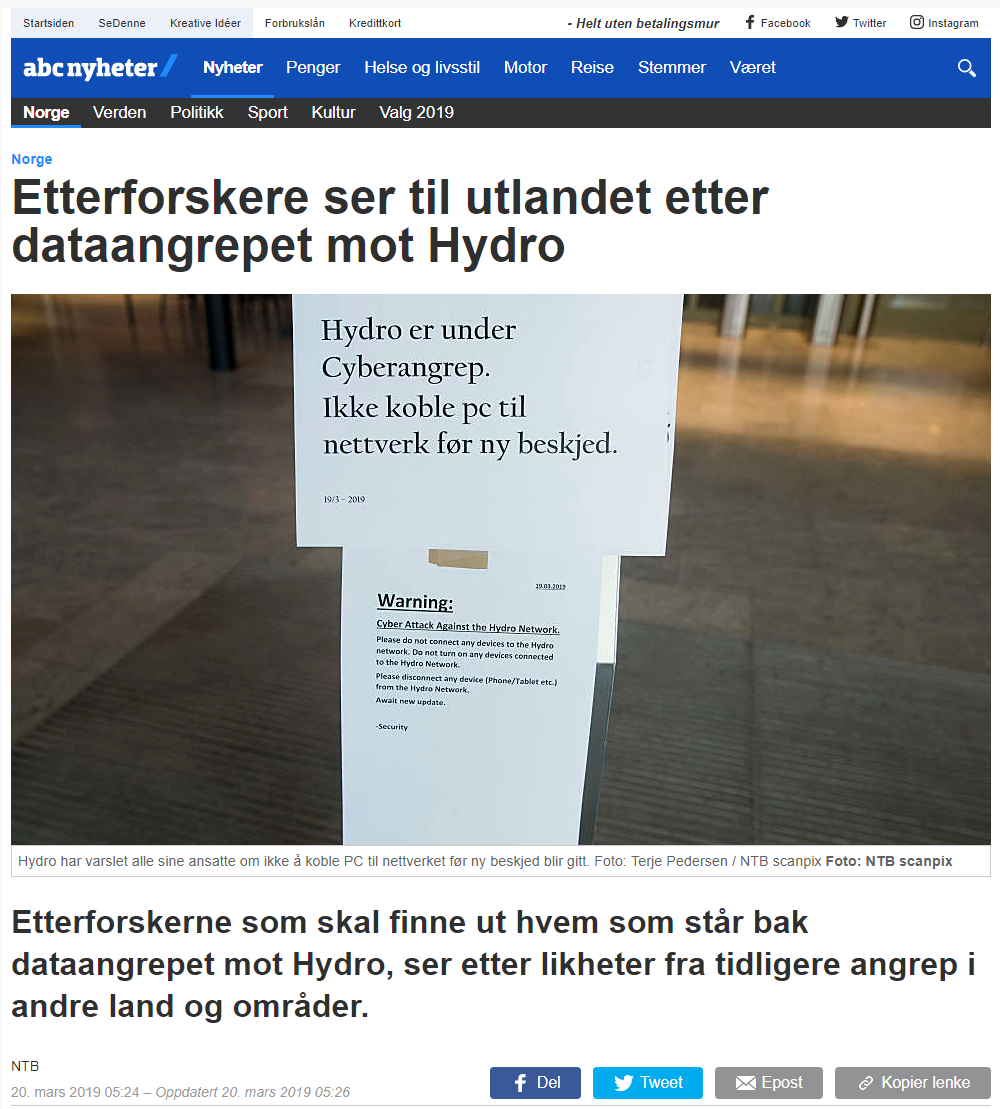 Startsiden SeDenne Kreative Idéer Forbrukslån Kredittkort - Helt uten betalingsmur Facebook Twitter Instagram
abc nyheter Nyheter Penger Helse og livsstil Motor Reise Stemmer Været
Norge Verden Politikk Sport Kultur Valg 2019
Norge
Etterforskere ser til utlandet etter
dataangrepet mot Hydro
Hydro er under
Cyberangrep.
Ikke koble pc til
nettverk før ny beskjed.
19/3 – 2019
19.03.2019
Warning:
Cyber Attack Against the Hydro Network.
Please do not connect any devices to the Hydro
network. Do not turn on any devices connected
to the Hydro Network.
Please disconnect any device (Phone/Tablet etc.)
from the Hydro Network.
Await new update.
-Security
Hydro har varslet alle sine ansatte om ikke å koble PC til nettverket før ny beskjed blir gitt. Foto: Terje Pedersen / NTB scanpix Foto: NTB scanpix
Etterforskerne som skal finne ut hvem som står bak
dataangrepet mot Hydro, ser etter likheter fra tidligere angrep i
andre land og områder.
NTB
20. mars 2019 05:24 – Oppdatert 20. mars 2019 05:26
Del Tweet Epost Kopier lenke